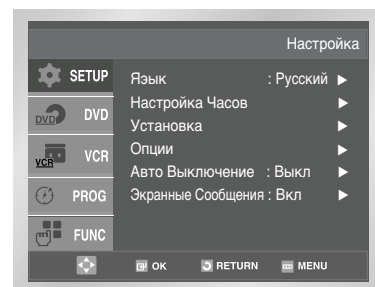 Настройка
SETUP
Язык : Русский ►
DVD DVD
Настройка Часов ►
Установка ►
VCR VCR
Опции ►
Авто Выключение : Выкл ►
PROG
Экранные Сообщения : Вкл ►
FUNC
OK RETURN MENU